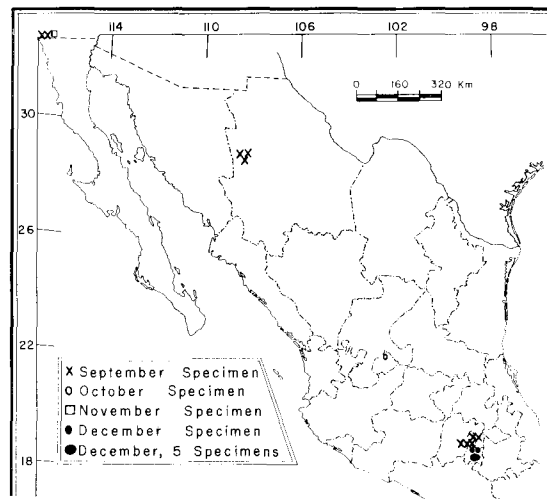 114 110 106 102 98
0 160 320 Km
30
26
22
18
x September Specimen
o October Specimen
□ November Specimen
● December Specimen
● December, 5 Specimens